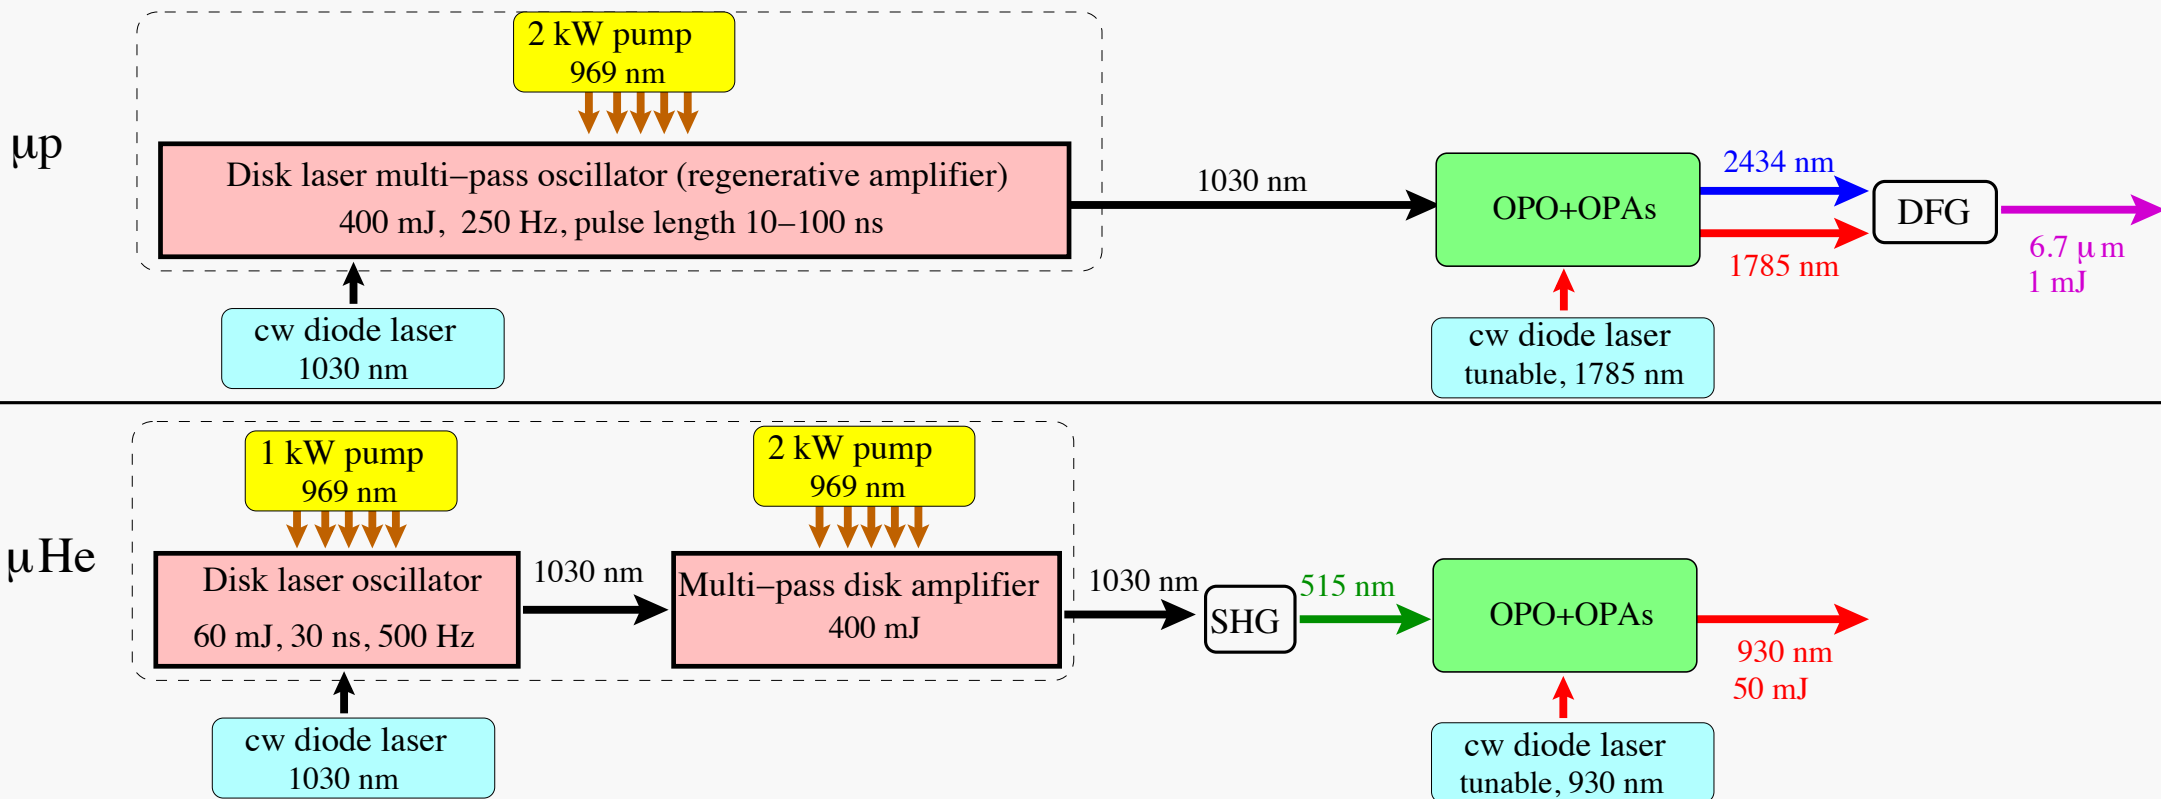 μp
2 kW pump
969 nm
Disk laser multi–pass oscillator (regenerative amplifier)
400 mJ, 250 Hz, pulse length 10–100 ns
cw diode laser
1030 nm
1030 nm
OPO+OPAs
cw diode laser
tunable, 1785 nm
2434 nm
1785 nm
DFG
6.7 μm
1 mJ
μHe
1 kW pump
969 nm
Disk laser oscillator
60 mJ, 30 ns, 500 Hz
cw diode laser
1030 nm
1030 nm
2 kW pump
969 nm
Multi–pass disk amplifier
400 mJ
1030 nm
SHG
515 nm
OPO+OPAs
cw diode laser
tunable, 930 nm
930 nm
50 mJ